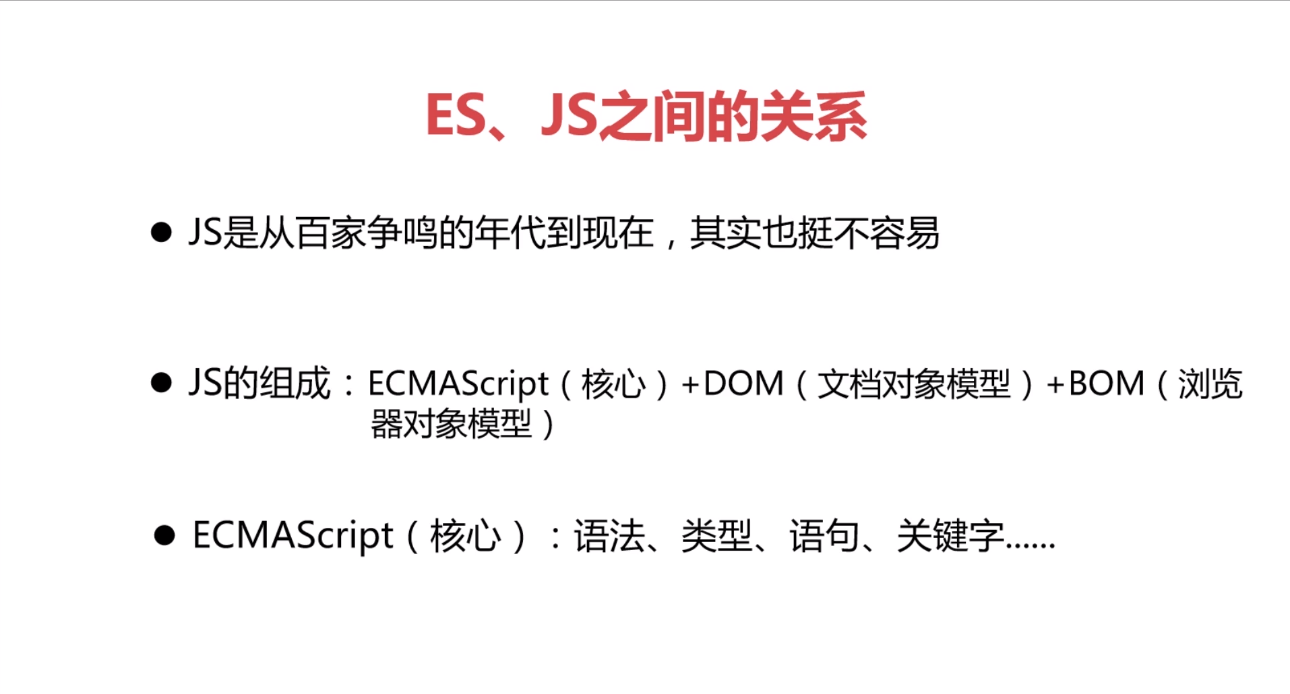 ES、JS之间的关系
● JS是从百家争鸣的年代到现在，其实也挺不容易
● JS的组成：ECMAScript（核心）+DOM（文档对象模型）+BOM（浏览
器对象模型）
● ECMAScript（核心）：语法、类型、语句、关键字......